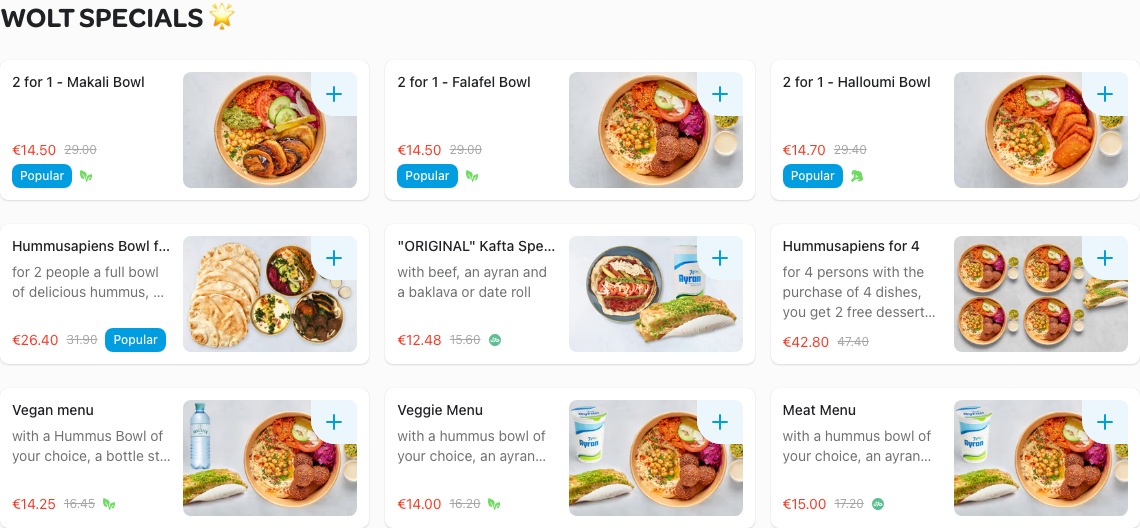 WOLT SPECIALS 🌟
2 for 1 - Makali Bowl
€14.50 29.00
Popular
2 for 1 - Falafel Bowl
€14.50 29.00
Popular
2 for 1 - Halloumi Bowl
€14.70 29.40
Popular
Hummusapiens Bowl f...
for 2 people a full bowl
of delicious hummus, ...
€26.40 31.90 Popular
"ORIGINAL" Kafta Spe...
with beef, an ayran and
a baklava or date roll
€12.48 15.60
Ayran
Hummusapiens for 4
for 4 persons with the
purchase of 4 dishes,
you get 2 free dessert...
€42.80 47.40
Vegan menu
with a Hummus Bowl of
your choice, a bottle st...
€14.25 16.45
Veggie Menu
with a hummus bowl of
your choice, an ayran...
€14.00 16.20
Ayran
Meat Menu
with a hummus bowl of
your choice, an ayran...
€15.00 17.20
Ayran